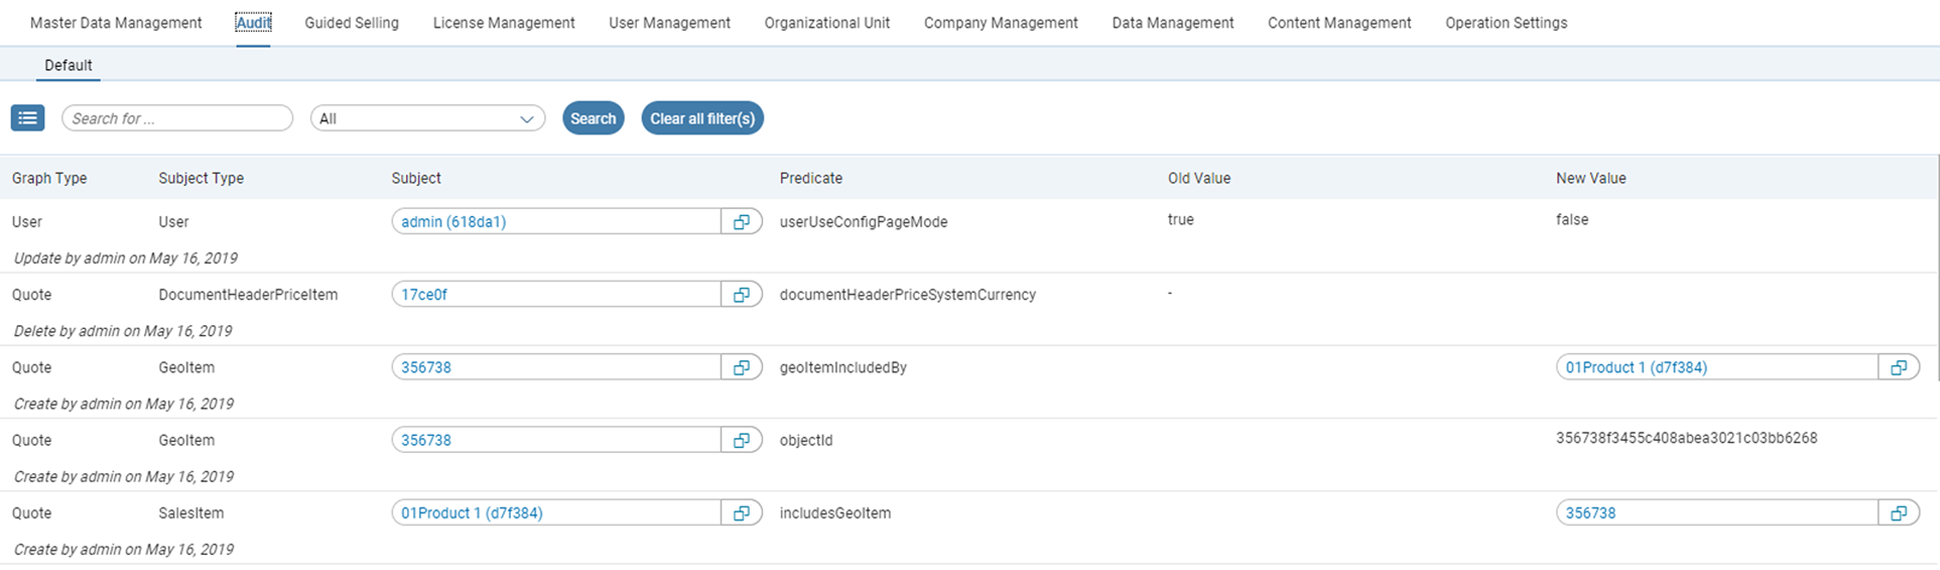 Master Data Management Audit Guided Selling License Management User Management Organizational Unit Company Management Data Management Content Management Operation Settings
Default
Search for ... All Search Clear all filter(s)
Graph Type Subject Type Subject Predicate Old Value New Value
User User admin (618da1) userUseConfigPageMode true false
Update by admin on May 16, 2019
Quote DocumentHeaderPriceItem 17ce0f documentHeaderPriceSystemCurrency -
Delete by admin on May 16, 2019
Quote GeoItem 356738 geoItemIncludedBy 01Product 1 (d7f384)
Create by admin on May 16, 2019
Quote GeoItem 356738 objectId 356738f3455c408abea3021c03bb6268
Create by admin on May 16, 2019
Quote SalesItem 01Product 1 (d7f384) includesGeoItem 356738
Create by admin on May 16, 2019